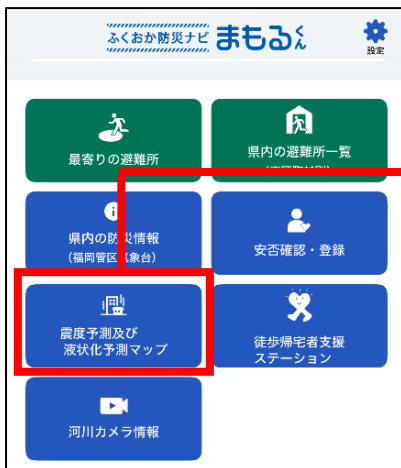 ふくおか防災ナビ まもるくん
設定
最寄りの避難所
県内の避難所一覧
県内の防災情報
(福岡管区気象台)
安否確認・登録
震度予測及び
液状化予測マップ
徒歩帰宅者支援
ステーション
河川カメラ情報